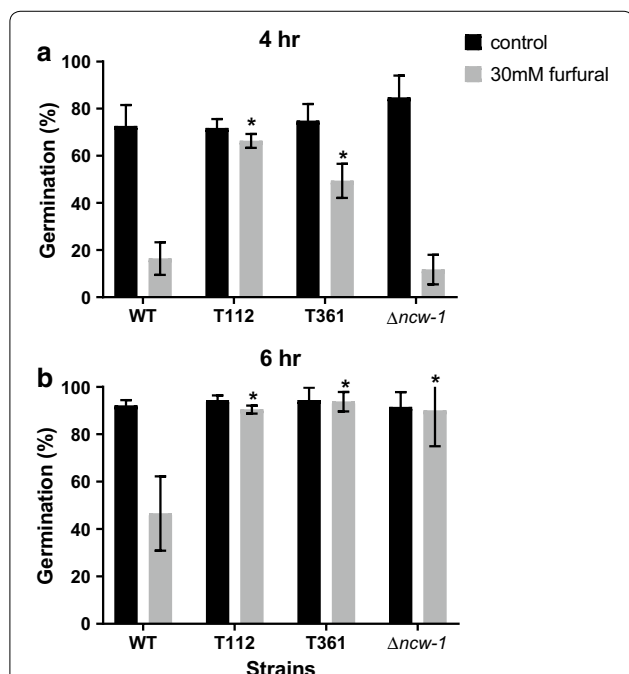 a
4 hr
control
30mM furfural
Germination (%)
100
80
60
40
20
0
*
*
WT
T112
T361
Δncw-1
b
6 hr
Germination (%)
100
80
60
40
20
0
*
*
*
WT
T112
T361
Δncw-1
Strains